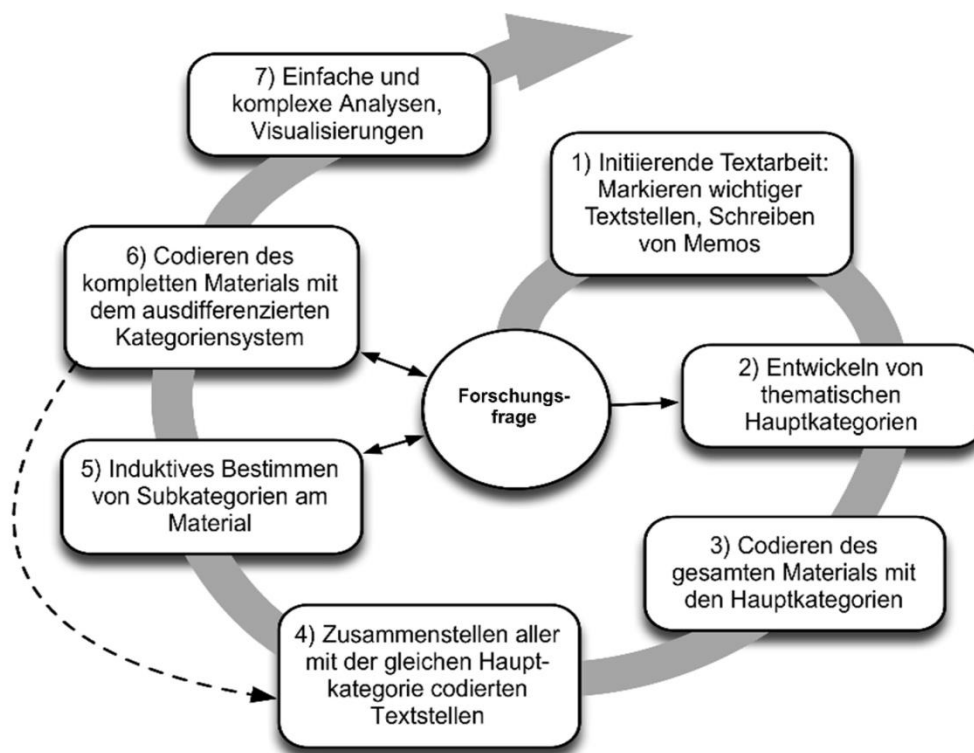 7) Einfache und
komplexe Analysen,
Visualisierungen
1) Initiierende Textarbeit:
Markieren wichtiger
Textstellen, Schreiben
von Memos
6) Codieren des
kompletten Materials mit
dem ausdifferenzierten
Kategoriensystem
Forschungs-
frage
2) Entwickeln von
thematischen
Hauptkategorien
5) Induktives Bestimmen
von Subkategorien am
Material
3) Codieren des
gesamten Materials mit
den Hauptkategorien
4) Zusammenstellen aller
mit der gleichen Haupt-
kategorie codierten
Textstellen